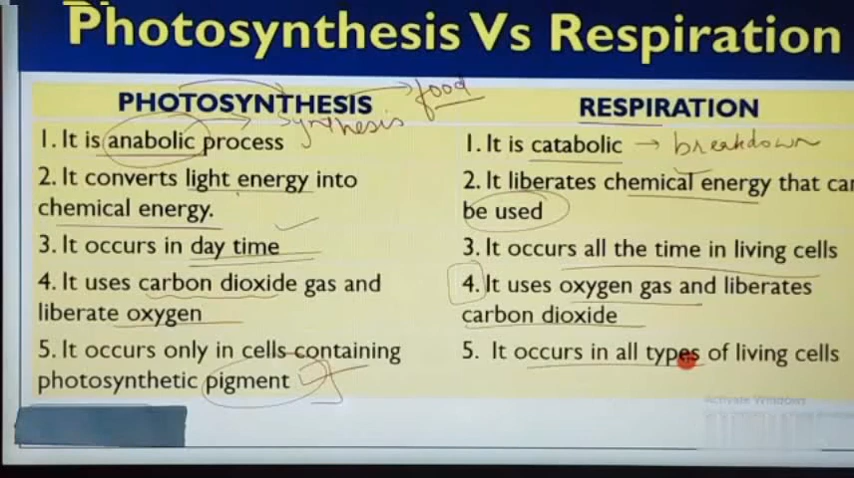 Photosynthesis Vs Respiration
PHOTOSYNTHESIS
synthesis
food
1. It is anabolic process
2. It converts light energy into
chemical energy.
3. It occurs in day time
4. It uses carbon dioxide gas and
liberate oxygen
5. It occurs only in cells containing
photosynthetic pigment
RESPIRATION
1. It is catabolic → breakdown
2. It liberates chemical energy that can
be used
3. It occurs all the time in living cells
4. It uses oxygen gas and liberates
carbon dioxide
5. It occurs in all types of living cells
Activate Windows